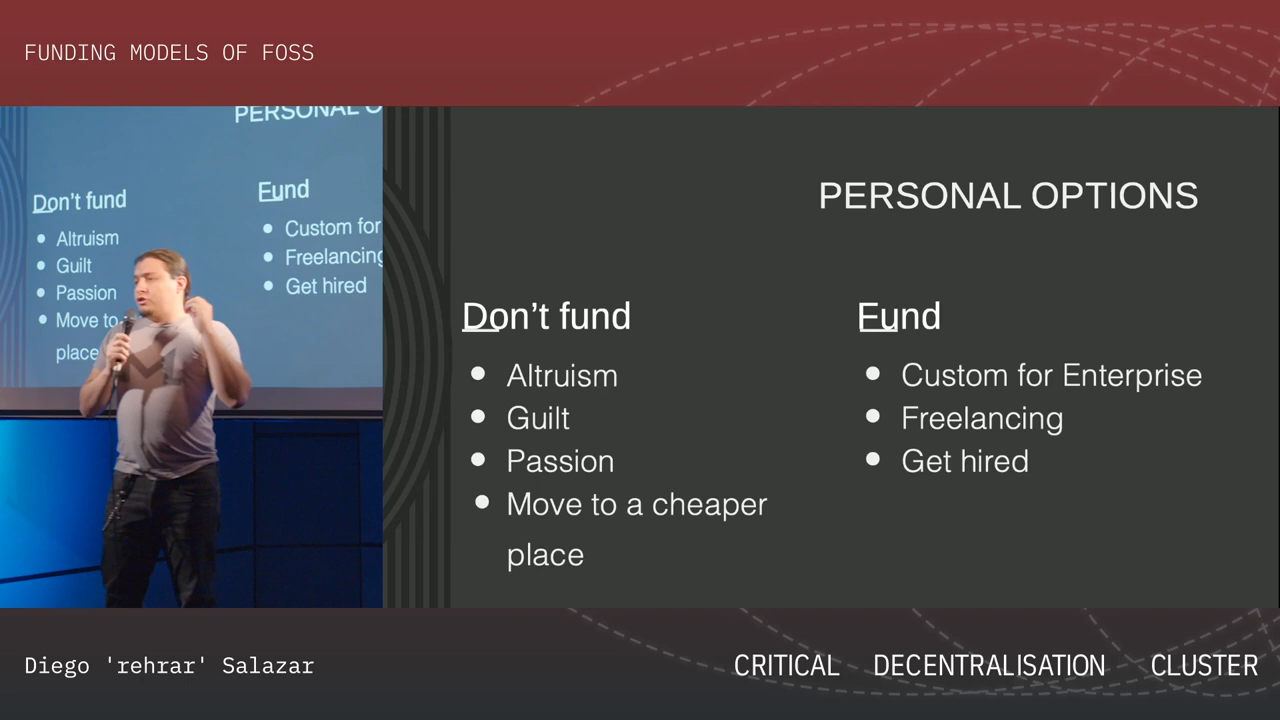 FUNDING MODELS OF FOSS
PERSONAL O
Don't fund
Altruism
Guilt
Passion
Move to
place
Fund
Custom for
Freelancing
Get hired
PERSONAL OPTIONS
Don't fund
Altruism
Guilt
Passion
Move to a cheaper
place
Fund
Custom for Enterprise
Freelancing
Get hired
Diego 'rehrar' Salazar
CRITICAL DECENTRALISATION CLUSTER